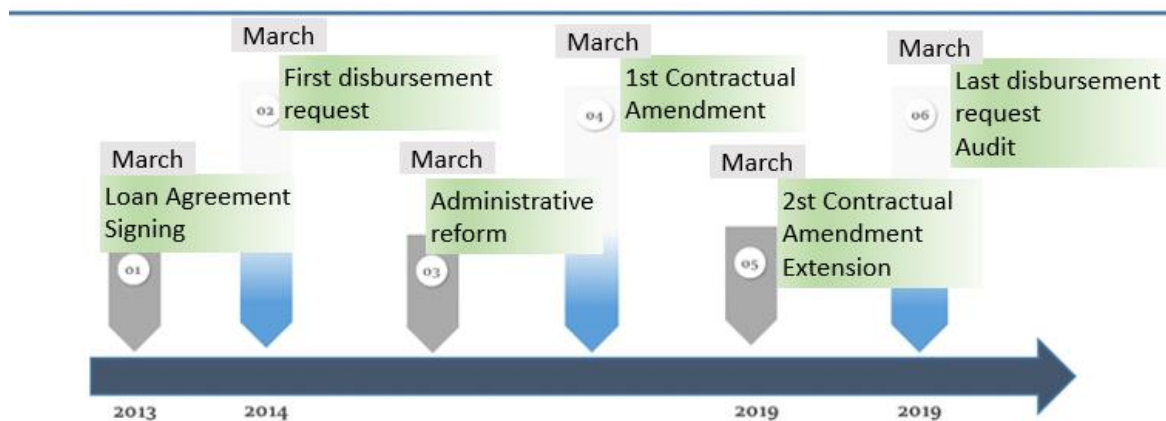 March
First disbursement
request
02
March
1st Contractual
Amendment
04
March
Last disbursement
request
Audit
06
March
Loan Agreement
Signing
01
March
Administrative
reform
03
March
2st Contractual
Amendment
Extension
05
2013
2014
2019
2019